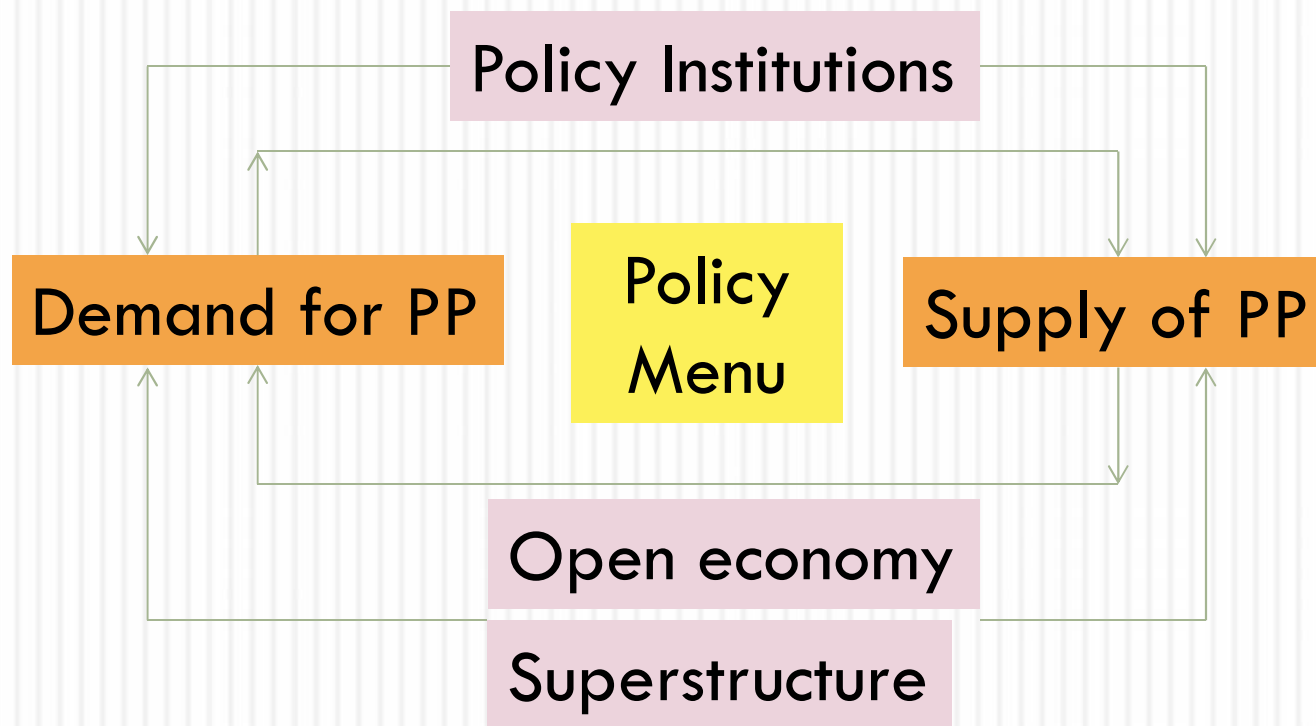 Policy Institutions
Demand for PP
Policy
Menu
Supply of PP
Open economy
Superstructure